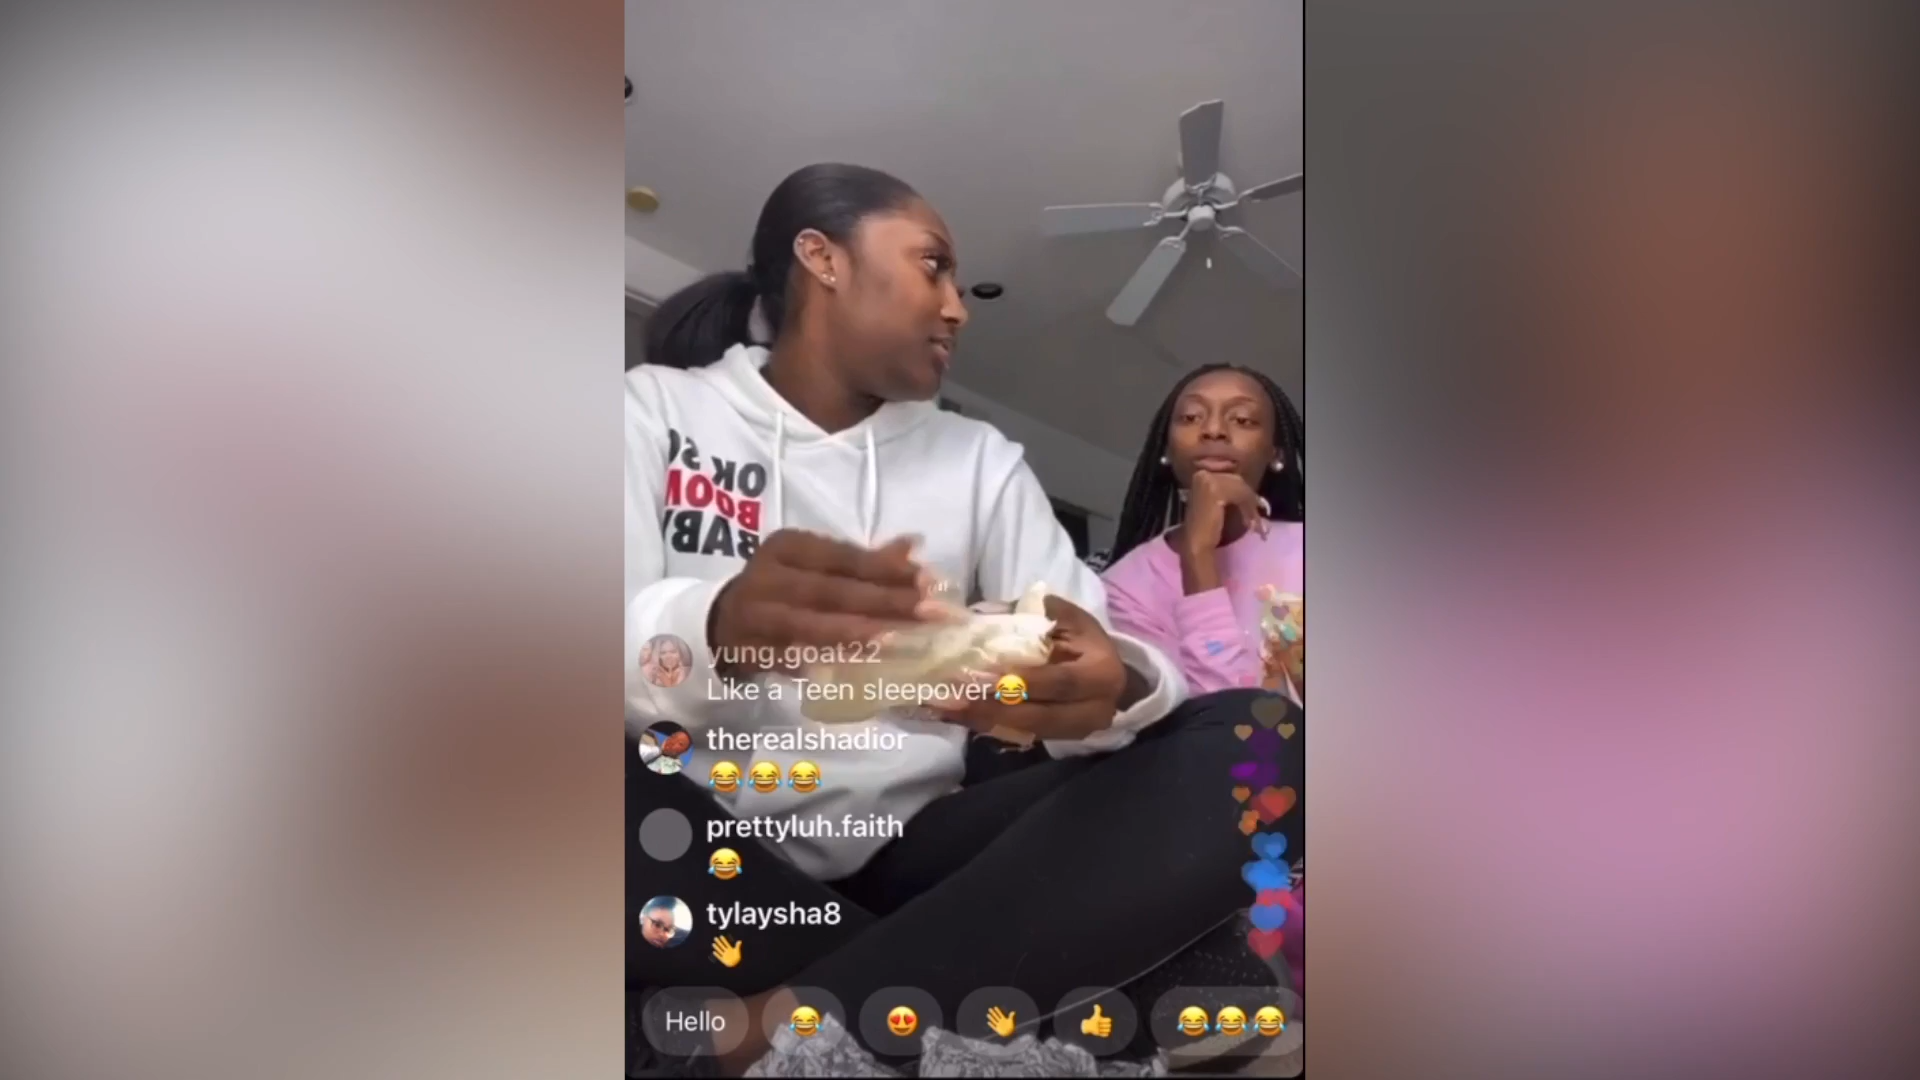 OK SO
BOOM
BABY
yung.goat22
Like a Teen sleepover😂
therealshadior
😂😂😂
prettyluh.faith
😂
tylaysha8
👋
Hello 😂 😍 👋 👍 😂😂😂